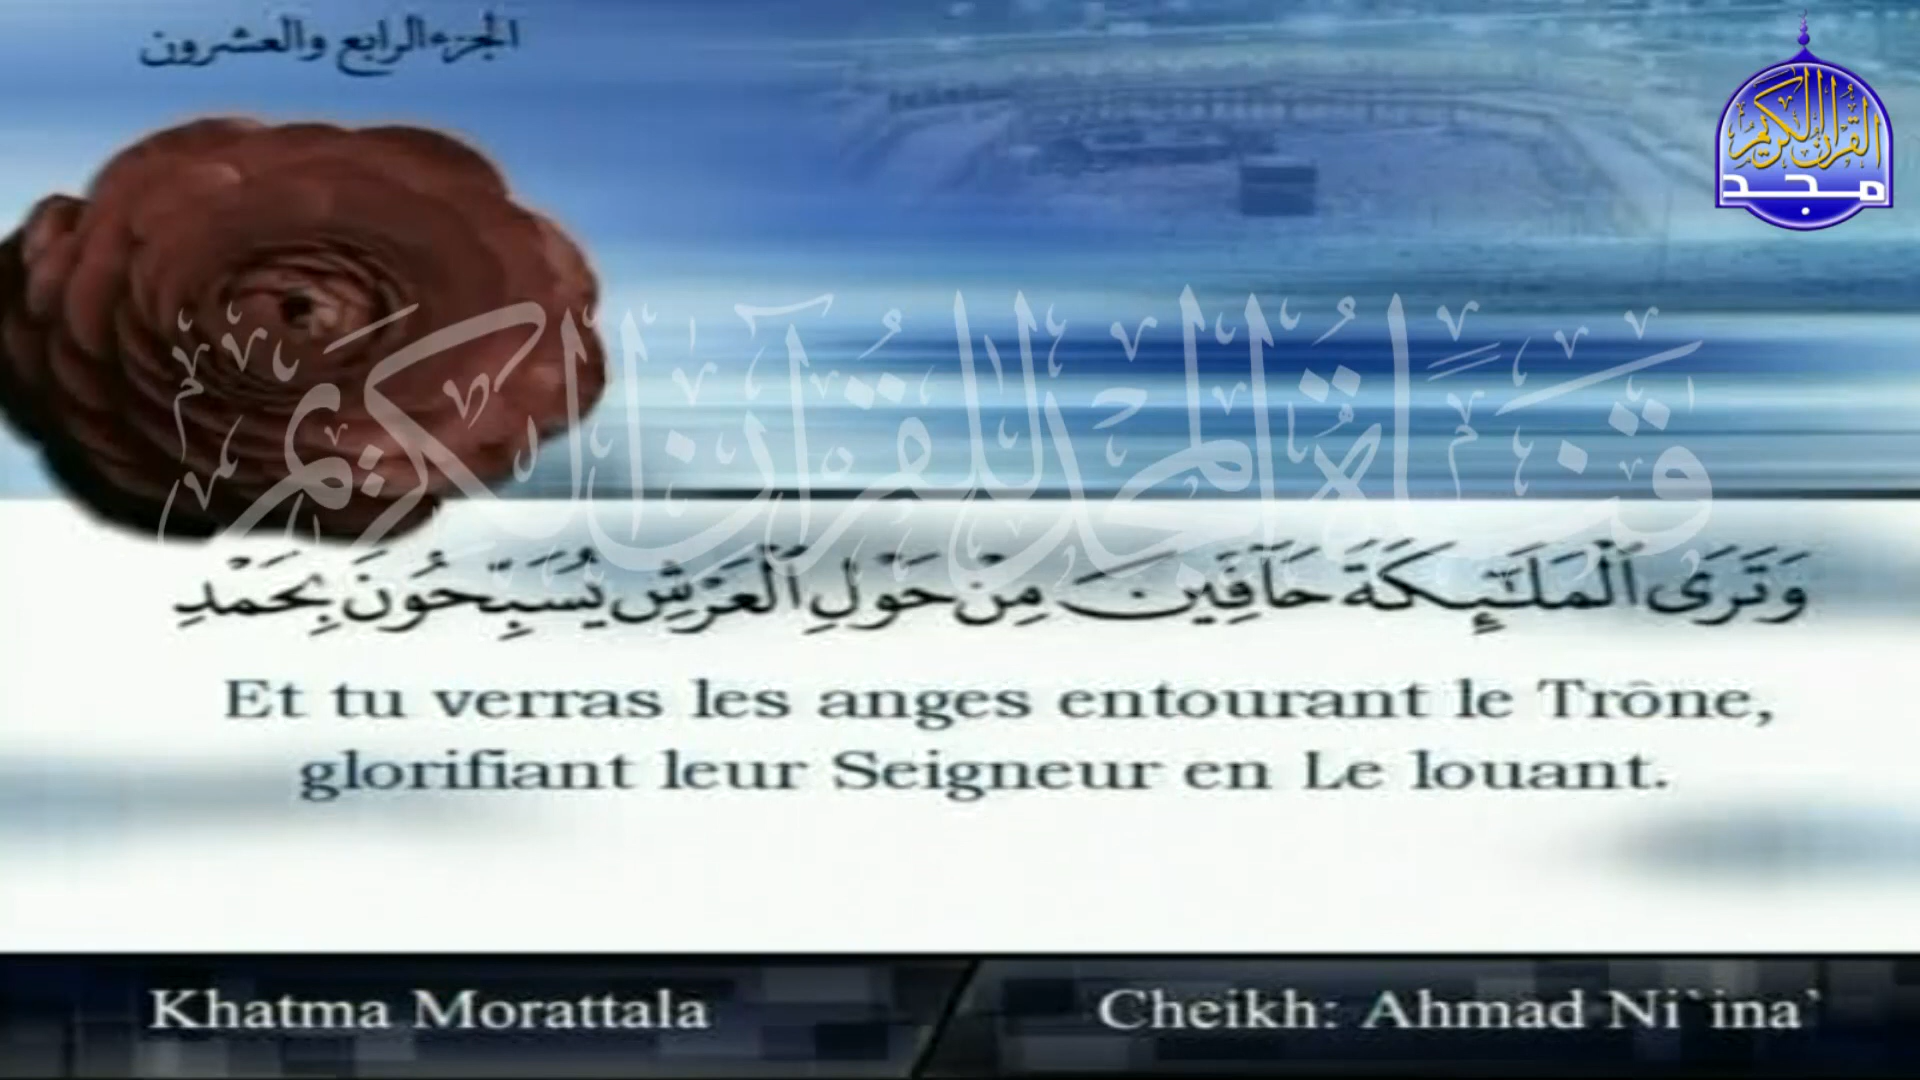 الجزء الرابع والعشرون
القرآن الكريم
مجد
قناة المجد للقرآن الكريم
وَتَرَى ٱلْمَلَٰٓئِكَةَ حَآفِّينَ مِنْ حَوْلِ ٱلْعَرْشِ يُسَبِّحُونَ بِحَمْدِ
Et tu verras les anges entourant le Trône,
glorifiant leur Seigneur en Le louant.
Khatma Morattala
Cheikh: Ahmad Ni`ina`